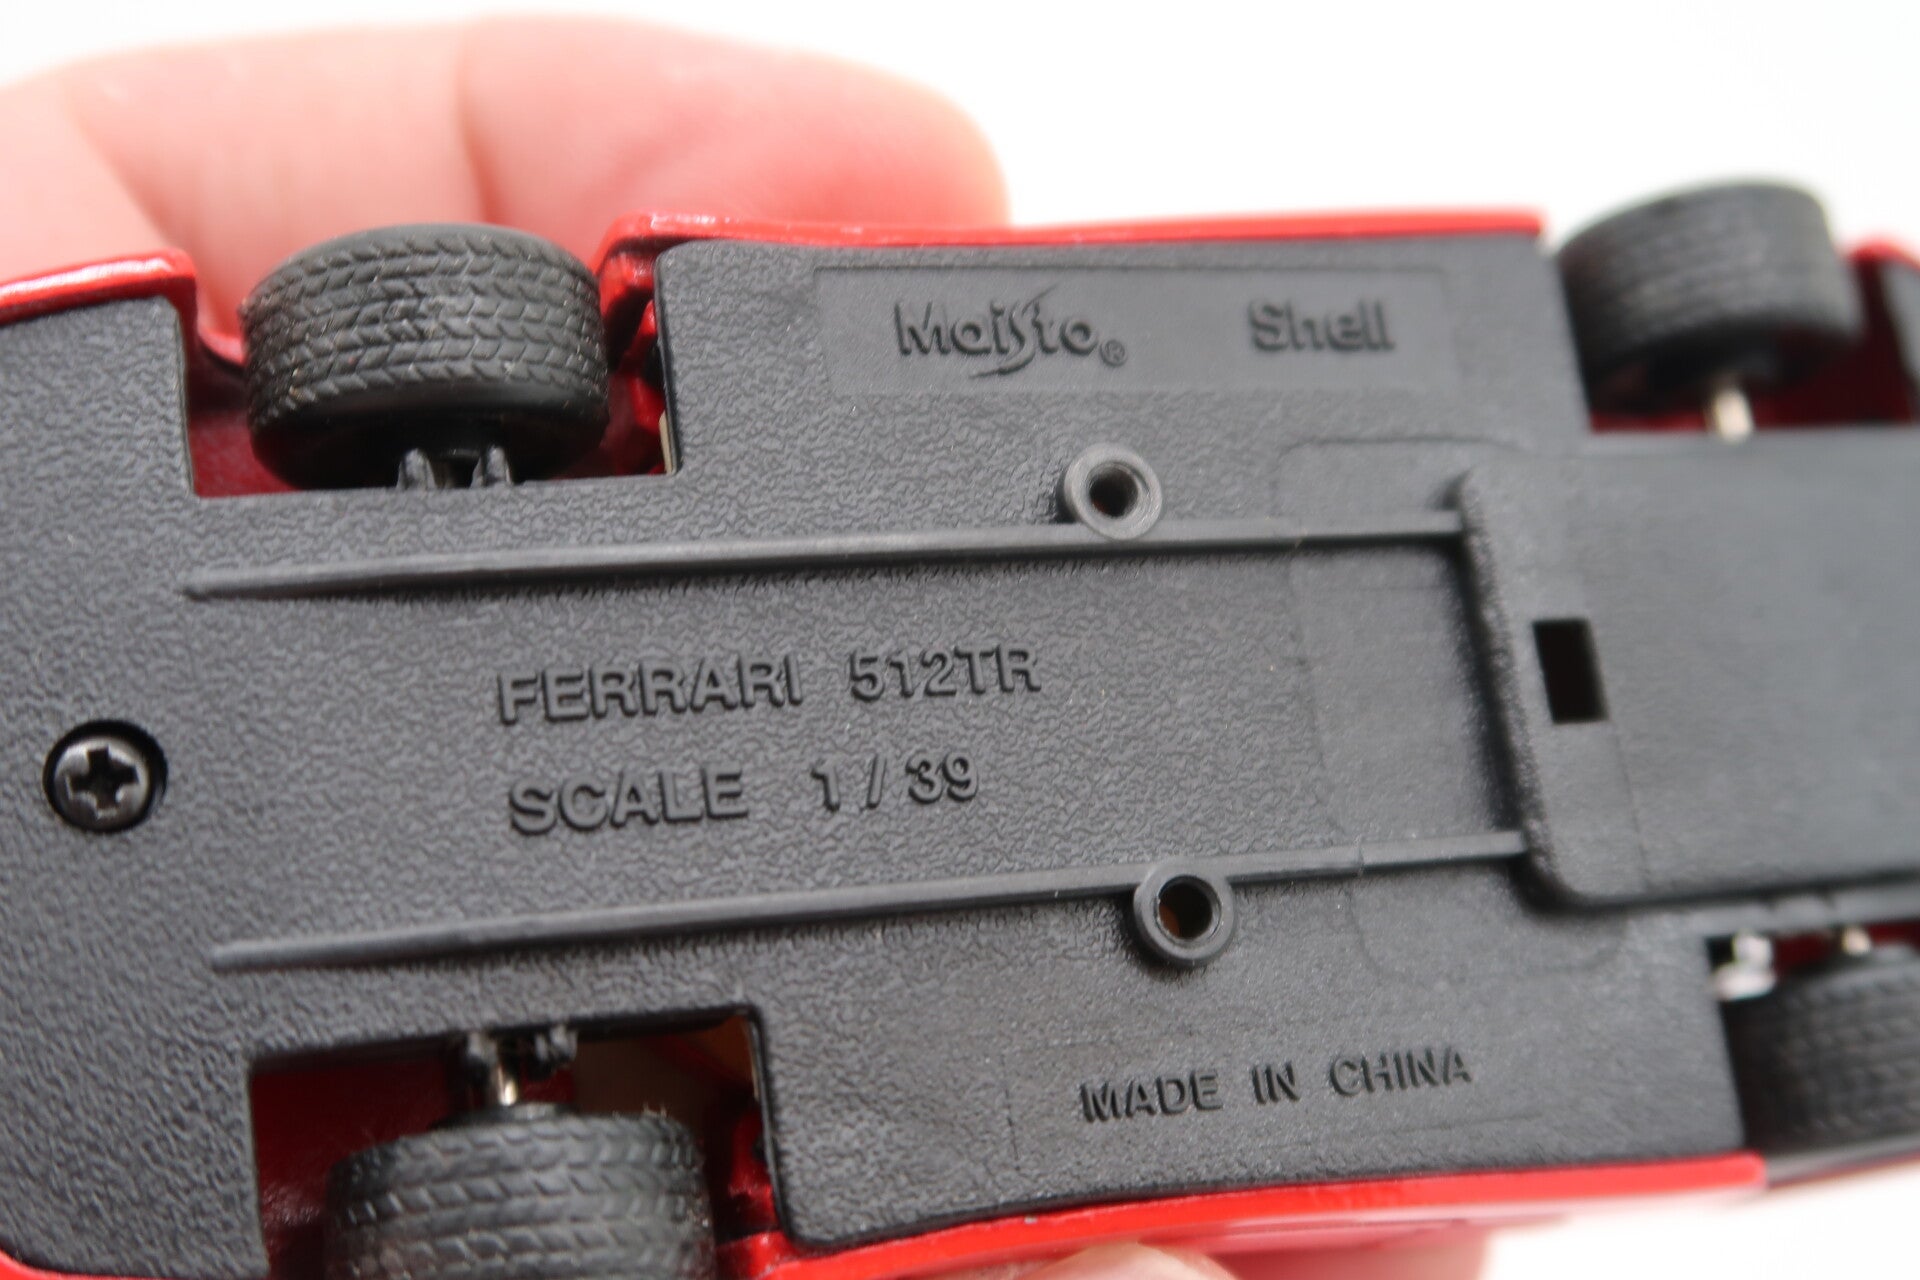 Maisto® Shell
FERRARI 512TR
SCALE 1/39
MADE IN CHINA